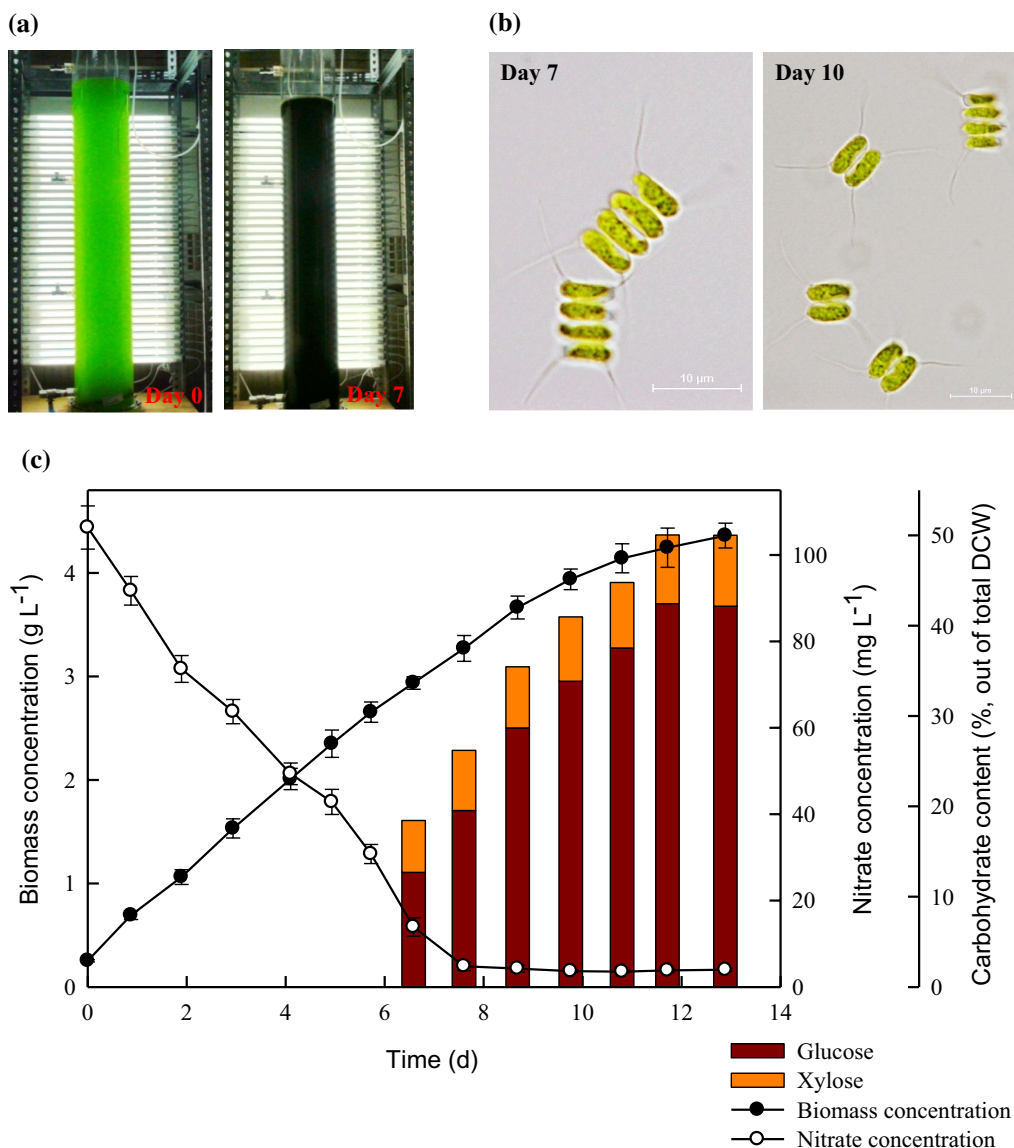 (a)
(b)
Day 0
Day 7
Day 7
10 µm
Day 10
10 µm
(c)
Biomass concentration (g L⁻¹)
4
3
2
1
0
0
2
4
6
8
10
12
14
Time (d)
100
80
60
40
20
0
Nitrate concentration (mg L⁻¹)
50
40
30
20
10
0
Carbohydrate content (%, out of total DCW)
Glucose
Xylose
Biomass concentration
Nitrate concentration